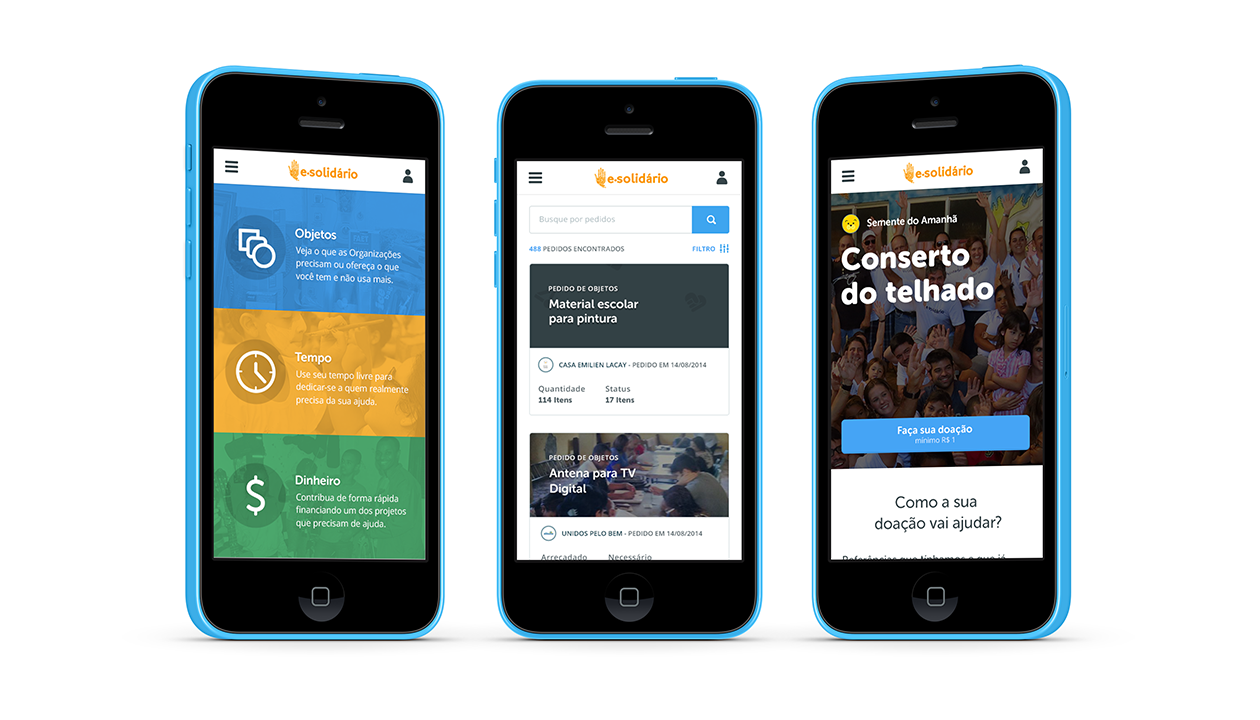 e·solidário
Objetos
Veja o que as Organizações
precisam ou ofereça o que
você tem e não usa mais.
Tempo
Use seu tempo livre para
dedicar-se a quem realmente
precisa da sua ajuda.
$
Dinheiro
Contribua de forma rápida
financiando um dos projetos
que precisam de ajuda.
e·solidário
Busque por pedidos
488 PEDIDOS ENCONTRADOS
FILTRO
PEDIDO DE OBJETOS
Material escolar
para pintura
CASA EMILIEN LACAY - PEDIDO EM 14/08/2014
Quantidade Status
114 Itens 17 Itens
PEDIDO DE OBJETOS
Antena para TV
Digital
UNIDOS PELO BEM - PEDIDO EM 14/08/2014
Arrecadado Necessário
e·solidário
Semente do Amanhã
Conserto
do telhado
Faça sua doação
mínimo R$ 1
Como a sua
doação vai ajudar?
Referências que tínhamos e que já